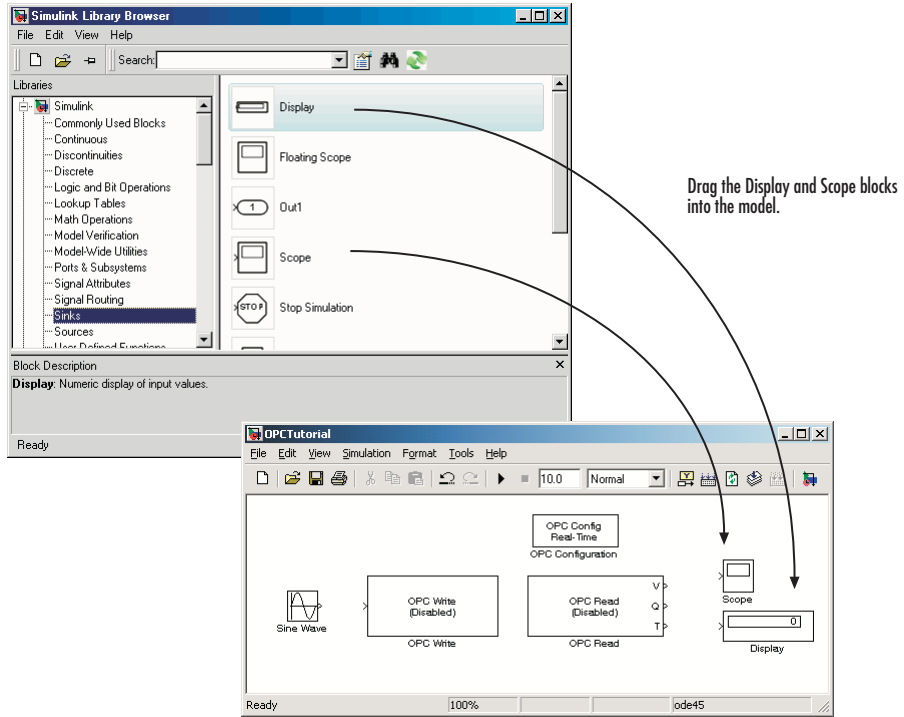 Simulink Library Browser
File Edit View Help
Search:
Libraries
Simulink
Commonly Used Blocks
Continuous
Discontinuities
Discrete
Logic and Bit Operations
Lookup Tables
Math Operations
Model Verification
Model-Wide Utilities
Ports & Subsystems
Signal Attributes
Signal Routing
Sinks
Sources
User-Defined Functions
Display
Floating Scope
1
Out1
Scope
STOP
Stop Simulation
Block Description
Display: Numeric display of input values.
Ready
Drag the Display and Scope blocks
into the model.
OPCTutorial
File Edit View Simulation Format Tools Help
10.0 Normal
OPC Config
Real-Time
OPC Configuration
Sine Wave
OPC Write
(Disabled)
OPC Write
OPC Read
(Disabled)
V
Q
T
OPC Read
Scope
0
Display
Ready 100% ode45